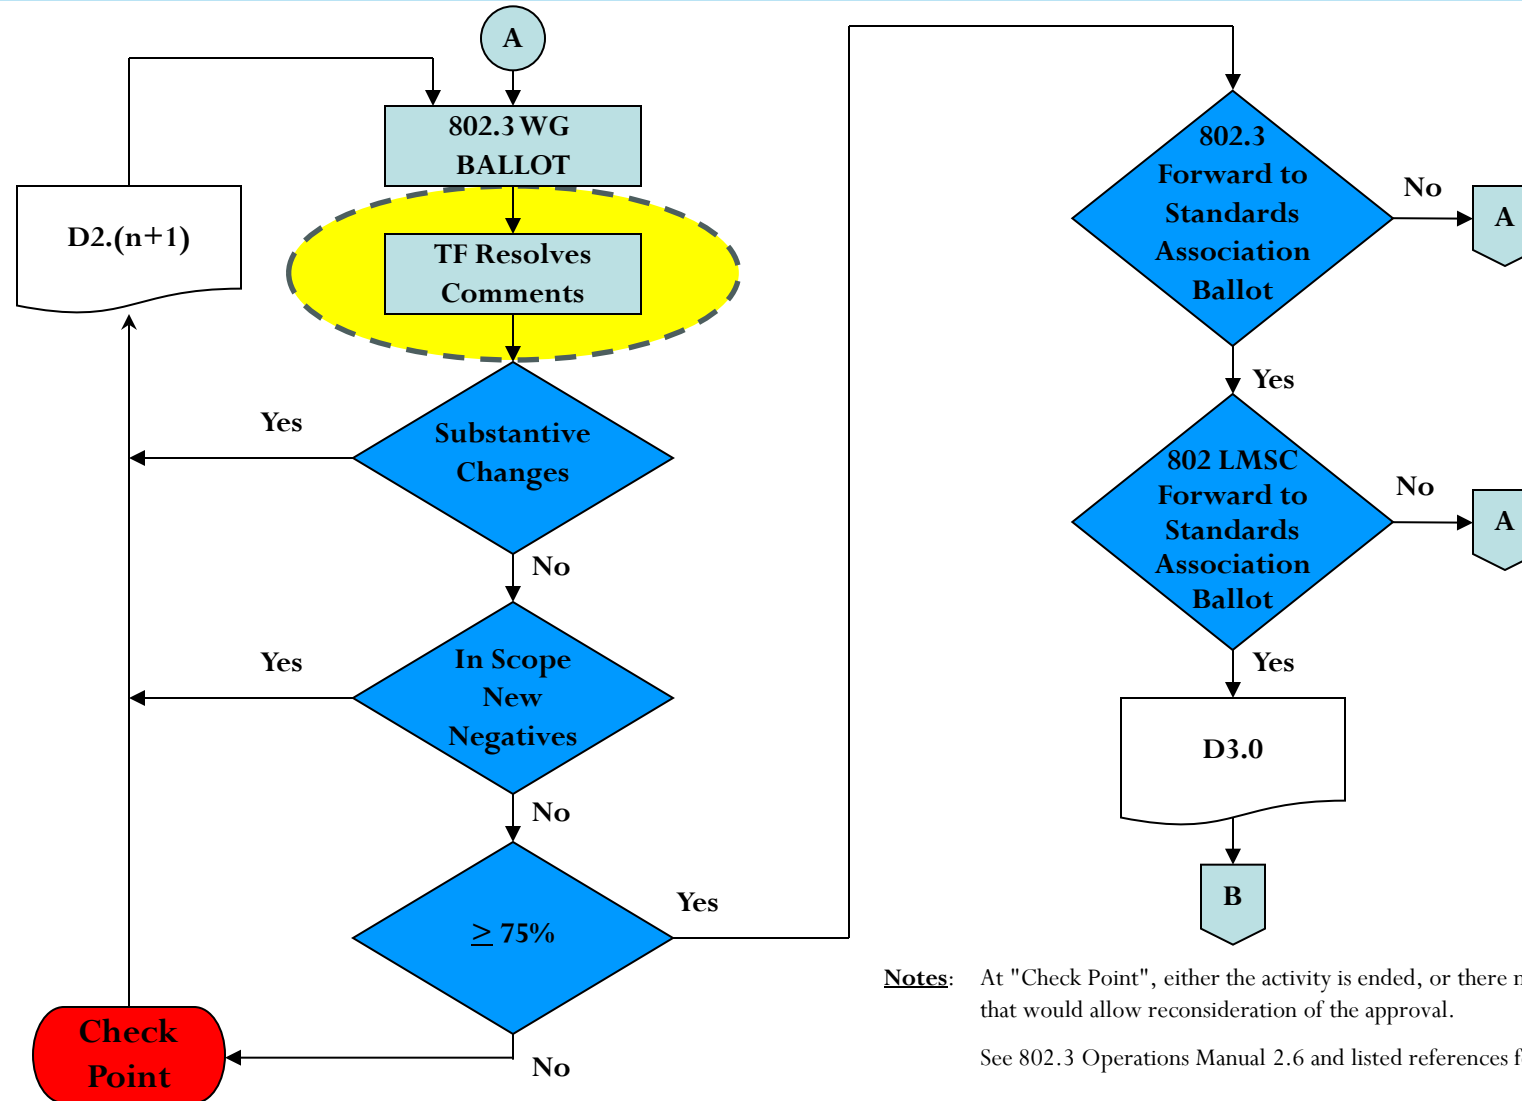 A
802.3 WG
BALLOT
D2.(n+1)
TF Resolves
Comments
Yes
Substantive
Changes
No
Yes
In Scope
New
Negatives
No
≥ 75%
Yes
Check
Point
No
802.3
Forward to
Standards
Association
Ballot
No
A
Yes
802 LMSC
Forward to
Standards
Association
Ballot
No
A
Yes
D3.0
B
Notes: At "Check Point", either the activity is ended, or there
that would allow reconsideration of the approval.
See 802.3 Operations Manual 2.6 and listed references